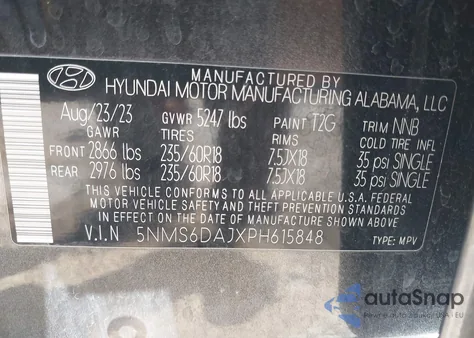 MANUFACTURED BY
HYUNDAI MOTOR MANUFACTURING ALABAMA, LLC
Aug/23/23 GVWR 5247 lbs PAINT T2G TRIM NNB
GAWR TIRES RIMS COLD TIRE INFL
FRONT 2866 lbs 235/60R18 7.5JX18 35 psi SINGLE
REAR 2976 lbs 235/60R18 7.5JX18 35 psi SINGLE
THIS VEHICLE CONFORMS TO ALL APPLICABLE U.S. FEDERAL
MOTOR VEHICLE SAFETY AND THEFT PREVENTION STANDARDS
IN EFFECT ON THE DATE OF MANUFACTURE SHOWN ABOVE.
V.I.N 5NMS6DAJXPH615848 TYPE: MPV
autoSnap